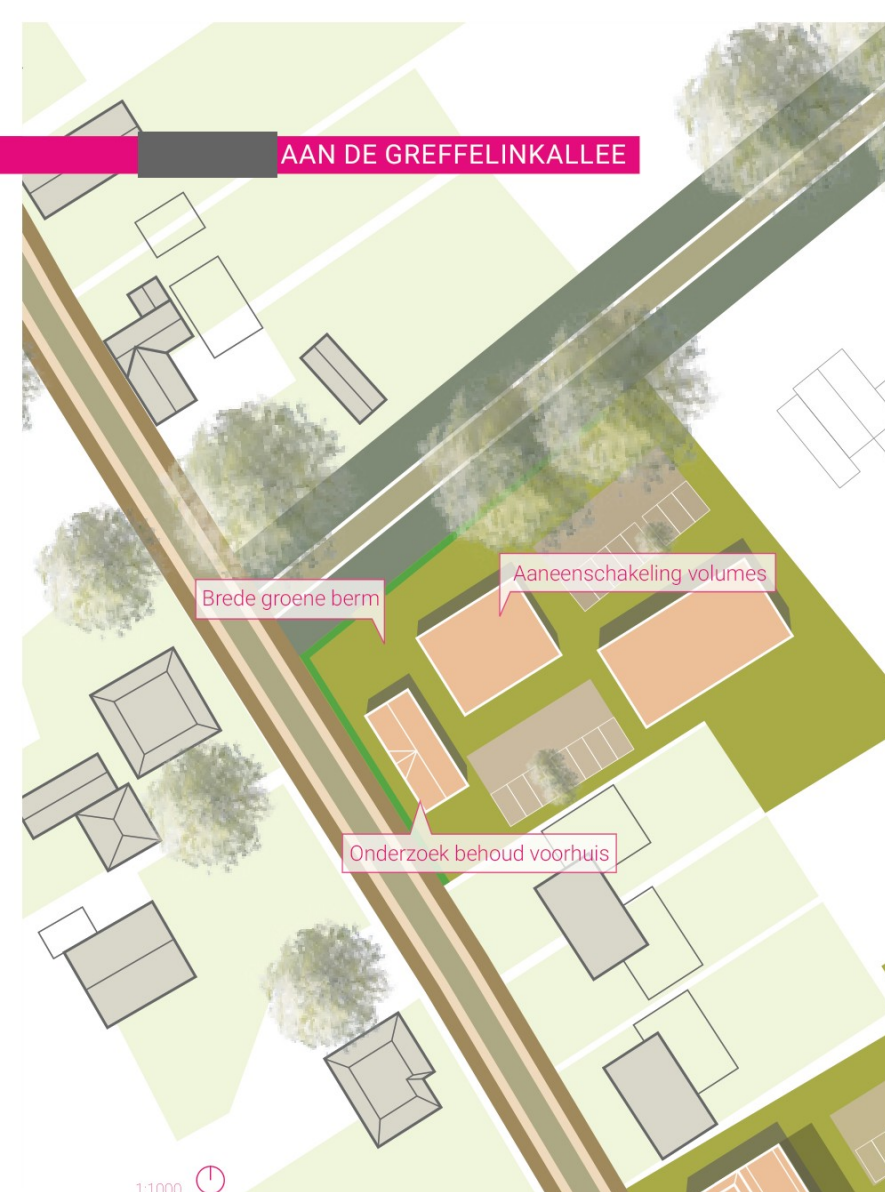 AAN DE GREFFELINKALLEE
Aaneenschakeling volumes
Brede groene berm
Onderzoek behoud voorhuis
1:1000